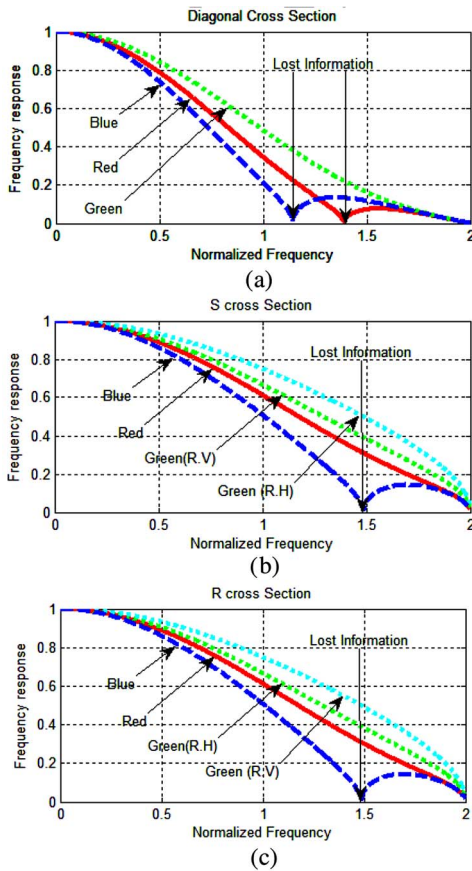 Diagonal Cross Section
1
0.8
0.6
0.4
0.2
0
Frequency response
Lost Information
Blue
Red
Green
0
0.5
1
1.5
2
Normalized Frequency
(a)
S cross Section
1
0.8
0.6
0.4
0.2
0
Frequency response
Lost Information
Blue
Red
Green(R.V)
Green (R.H)
0
0.5
1
1.5
2
Normalized Frequency
(b)
R cross Section
1
0.8
0.6
0.4
0.2
0
Frequency response
Lost Information
Blue
Red
Green(R.H)
Green (R.V)
0
0.5
1
1.5
2
Normalized Frequency
(c)